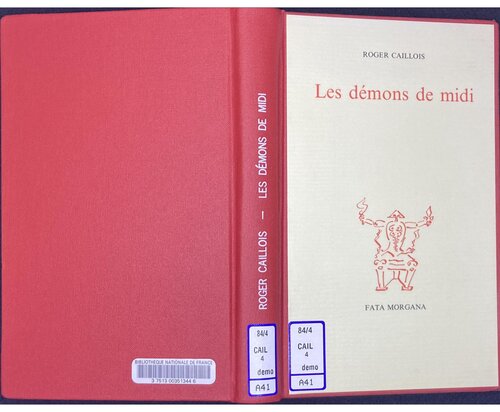 BIBLIOTHÈQUE NATIONALE DE FRANCE
3 7513 00351344 6
ROGER CAILLOIS — LES DÉMONS DE MIDI
84/4
CAIL
4
demo
A41
ROGER CAILLOIS
Les démons de midi
FATA MORGANA
84/4
CAIL
4
demo
A41